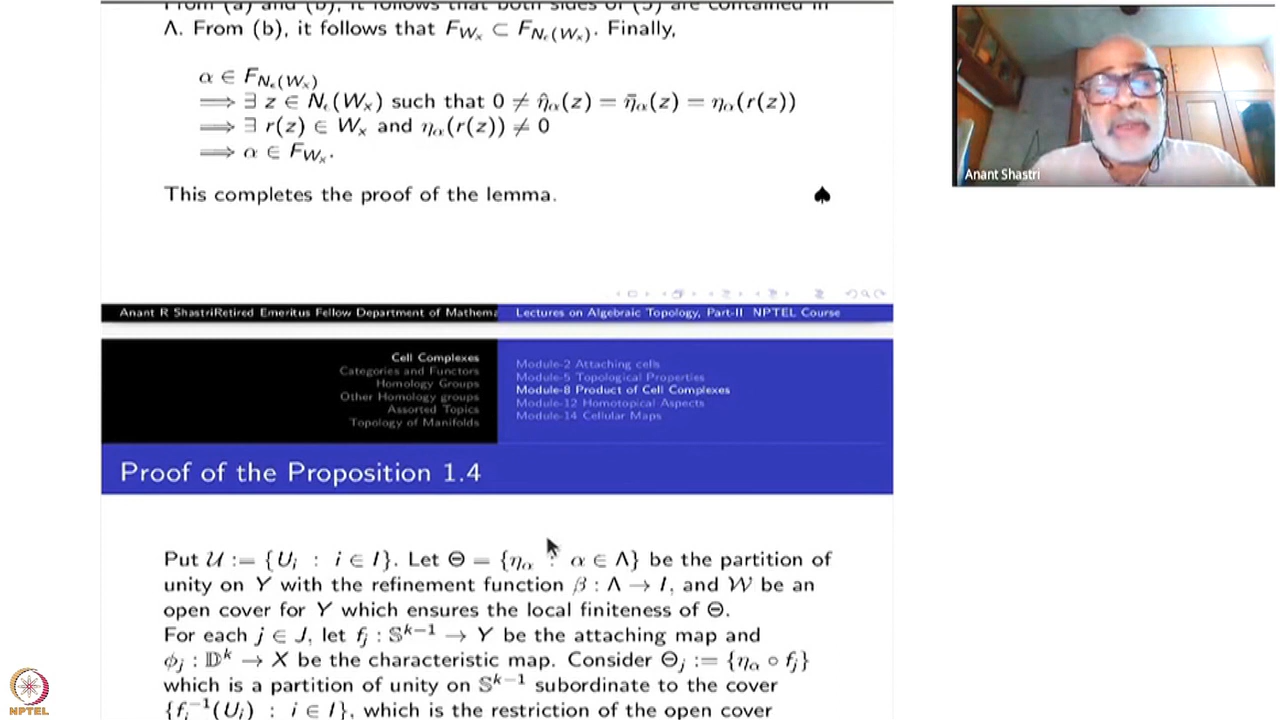 From (a) and (b), it follows that both sides of (5) are contained in
Λ. From (b), it follows that F_{W_x} ⊂ F_{N_ϵ(W_x)}. Finally,
α ∈ F_{N_ϵ(W_x)}
⟹ ∃ z ∈ N_ϵ(W_x) such that 0 ≠ η̂_α(z) = η̄_α(z) = η_α(r(z))
⟹ ∃ r(z) ∈ W_x and η_α(r(z)) ≠ 0
⟹ α ∈ F_{W_x}.
This completes the proof of the lemma. ♠
Anant R ShastriRetired Emeritus Fellow Department of Mathema
Lectures on Algebraic Topology, Part-II NPTEL Course
Cell Complexes
Categories and Functors
Homology Groups
Other Homology groups
Assorted Topics
Topology of Manifolds
Module-2 Attaching cells
Module-5 Topological Properties
Module-8 Product of Cell Complexes
Module-12 Homotopical Aspects
Module-14 Cellular Maps
Proof of the Proposition 1.4
Put 𝒰 := {U_i : i ∈ I}. Let Θ = {η_α : α ∈ Λ} be the partition of
unity on Y with the refinement function β : Λ → I, and 𝒲 be an
open cover for Y which ensures the local finiteness of Θ.
For each j ∈ J, let f_j : 𝕊^{k−1} → Y be the attaching map and
ϕ_j : 𝔻^k → X be the characteristic map. Consider Θ_j := {η_α ∘ f_j}
which is a partition of unity on 𝕊^{k−1} subordinate to the cover
{f_j^{−1}(U_i) : i ∈ I}, which is the restriction of the open cover
Anant Shastri
NPTEL